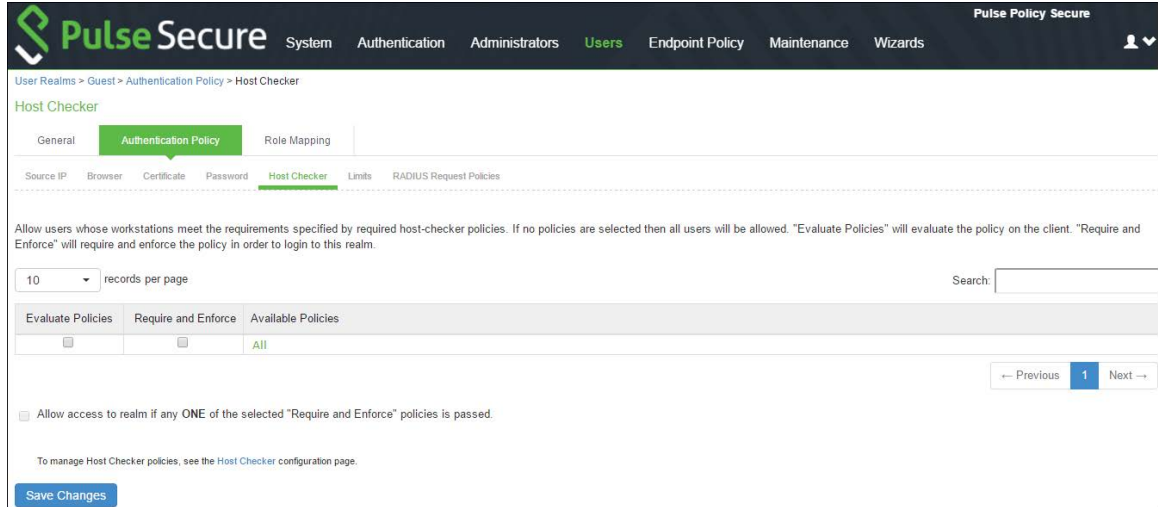 Pulse Policy Secure
Pulse Secure System Authentication Administrators Users Endpoint Policy Maintenance Wizards
User Realms > Guest > Authentication Policy > Host Checker
Host Checker
General Authentication Policy Role Mapping
Source IP Browser Certificate Password Host Checker Limits RADIUS Request Policies
Allow users whose workstations meet the requirements specified by required host-checker policies. If no policies are selected then all users will be allowed. "Evaluate Policies" will evaluate the policy on the client. "Require and
Enforce" will require and enforce the policy in order to login to this realm.
10 records per page Search:
Evaluate Policies Require and Enforce Available Policies
All
← Previous 1 Next →
Allow access to realm if any ONE of the selected "Require and Enforce" policies is passed.
To manage Host Checker policies, see the Host Checker configuration page.
Save Changes